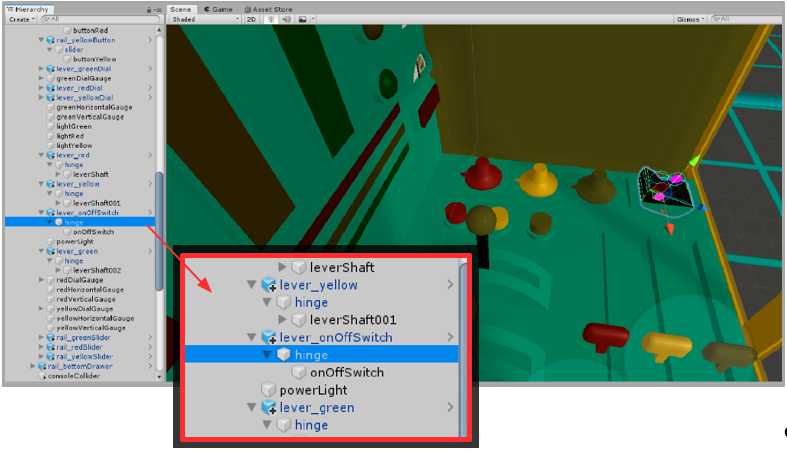 Hierarchy
Create
All
buttonRed
rail_yellowButton
slider
buttonYellow
lever_greenDial
greenDialGauge
lever_redDial
lever_yellowDial
greenHorizontalGauge
greenVerticalGauge
lightGreen
lightRed
lightYellow
lever_red
hinge
leverShaft
lever_yellow
hinge
leverShaft001
lever_onOffSwitch
hinge
onOffSwitch
powerLight
lever_green
hinge
leverShaft002
redDialGauge
redHorizontalGauge
redVerticalGauge
yellowDialGauge
yellowHorizontalGauge
yellowVerticalGauge
rail_greenSlider
rail_redSlider
rail_yellowSlider
rail_bottomDrawer
consoleCollider
Scene Game Asset Store
Shaded 2D Gizmos All
leverShaft
lever_yellow
hinge
leverShaft001
lever_onOffSwitch
hinge
onOffSwitch
powerLight
lever_green
hinge